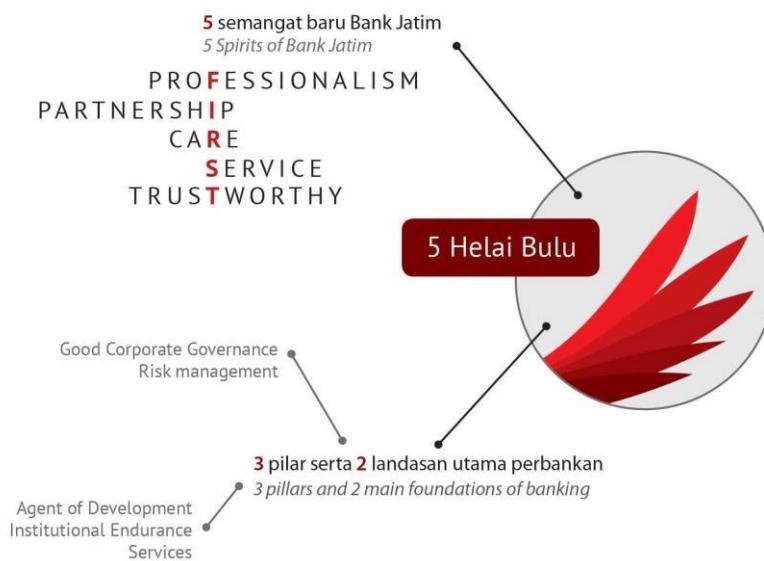 5 semangat baru Bank Jatim
5 Spirits of Bank Jatim
PROFESSIONALISM
PARTNERSHIP
CARE
SERVICE
TRUSTWORTHY
5 Helai Bulu
Good Corporate Governance
Risk management
3 pilar serta 2 landasan utama perbankan
3 pillars and 2 main foundations of banking
Agent of Development
Institutional Endurance
Services